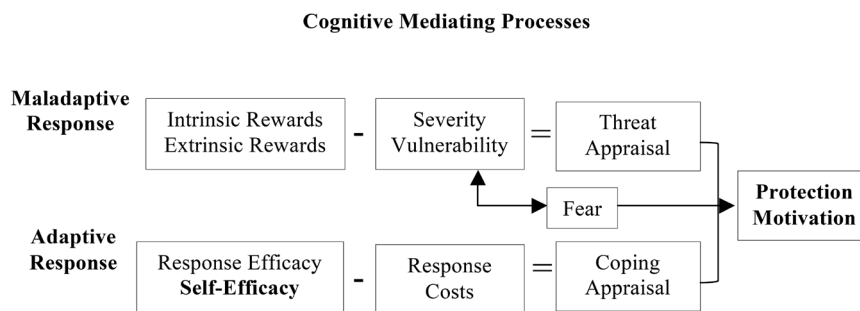 Cognitive Mediating Processes
Maladaptive
Response
Intrinsic Rewards
Extrinsic Rewards
-
Severity
Vulnerability
=
Threat
Appraisal
Fear
Protection
Motivation
Adaptive
Response
Response Efficacy
Self-Efficacy
-
Response
Costs
=
Coping
Appraisal